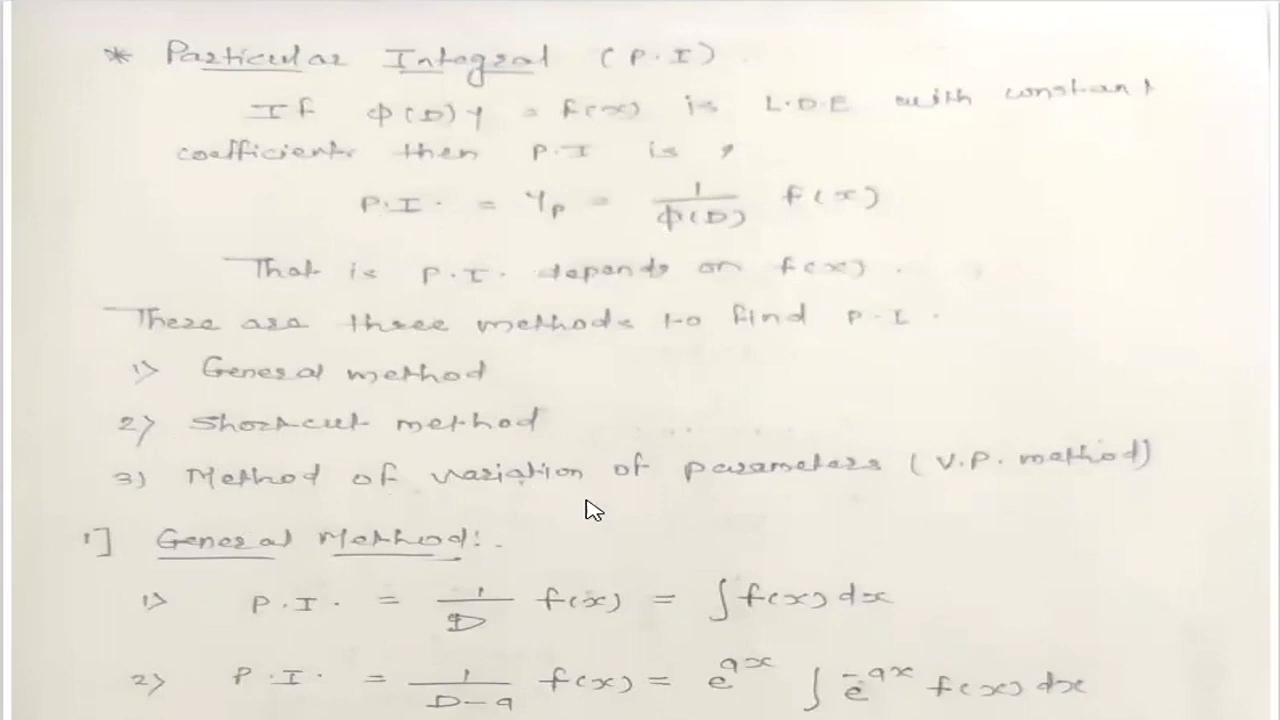 * Particular Integral (P.I).
If Φ(D)y = f(x) is L.D.E with constant
coefficients then P.I is,
P.I. = yp = 1/Φ(D) f(x)
That is P.I. depends on f(x).
There are three methods to find P.I.
1) General method
2) Shortcut method
3) Method of variation of parameters (V.P. method)
1] General Method:.
1) P.I. = 1/D f(x) = ∫f(x) dx
2) P.I. = 1/(D-a) f(x) = e^ax ∫ e^-ax f(x) dx